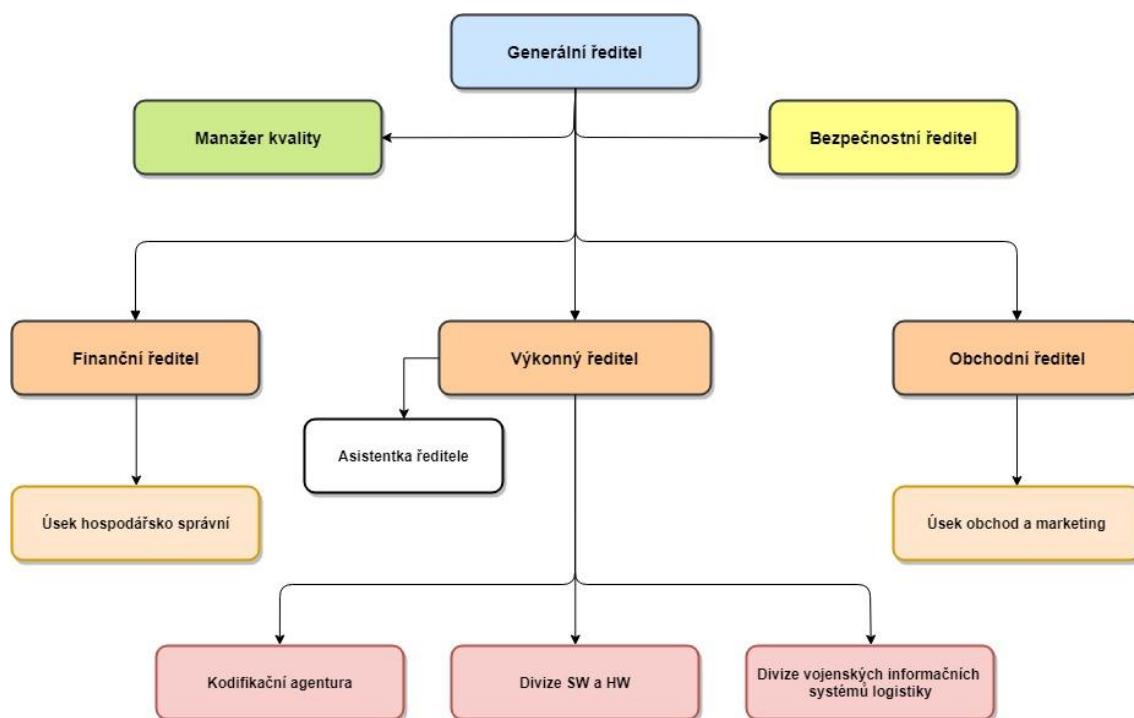 Generální ředitel
Manažer kvality
Bezpečnostní ředitel
Finanční ředitel
Výkonný ředitel
Obchodní ředitel
Asistentka ředitele
Úsek hospodářsko správní
Úsek obchod a marketing
Kodifikační agentura
Divize SW a HW
Divize vojenských informačních
systémů logistiky